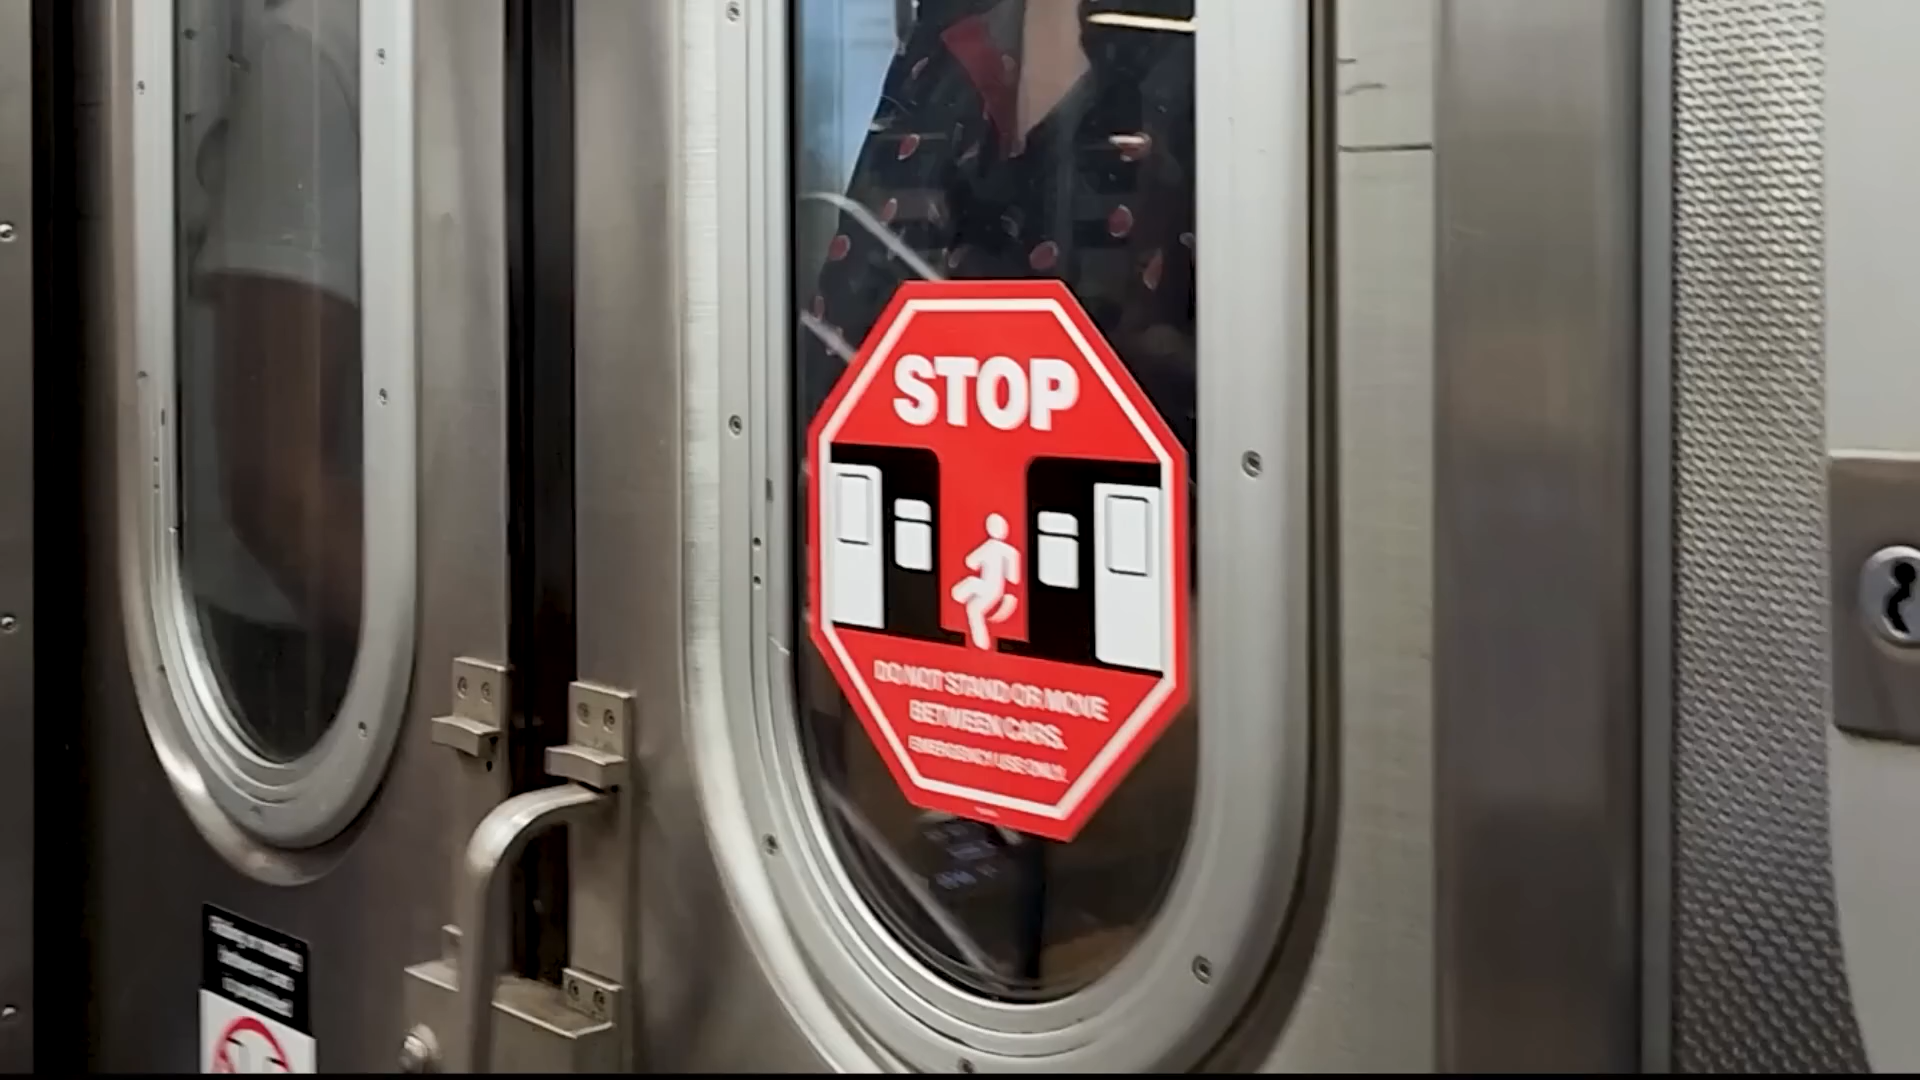 STOP
DO NOT STAND OR MOVE
BETWEEN CARS.
EMERGENCY USE ONLY.